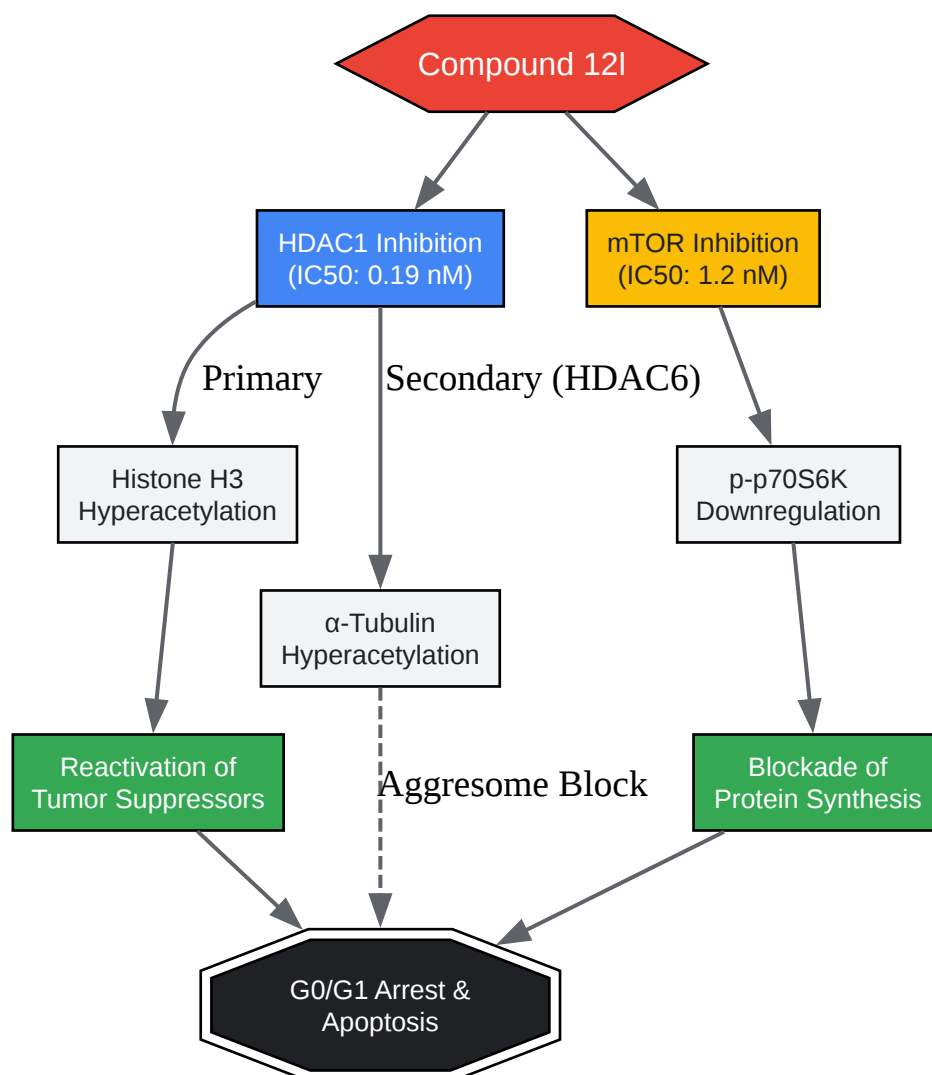 Compound 12l
HDAC1 Inhibition
(IC50: 0.19 nM)
mTOR Inhibition
(IC50: 1.2 nM)
Primary
Secondary (HDAC6)
Histone H3
Hyperacetylation
p-p70S6K
Downregulation
α-Tubulin
Hyperacetylation
Reactivation of
Tumor Suppressors
Aggresome Block
Blockade of
Protein Synthesis
G0/G1 Arrest &
Apoptosis